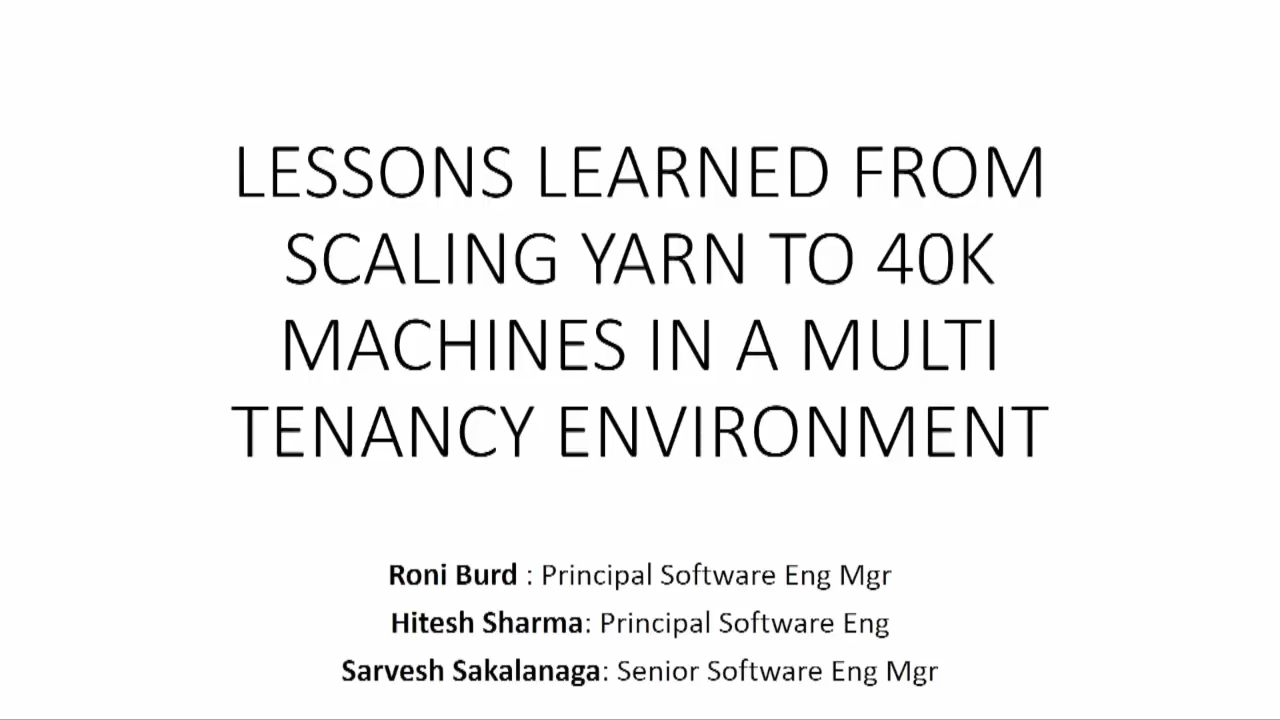 LESSONS LEARNED FROM
SCALING YARN TO 40K
MACHINES IN A MULTI
TENANCY ENVIRONMENT
Roni Burd : Principal Software Eng Mgr
Hitesh Sharma: Principal Software Eng
Sarvesh Sakalanaga: Senior Software Eng Mgr